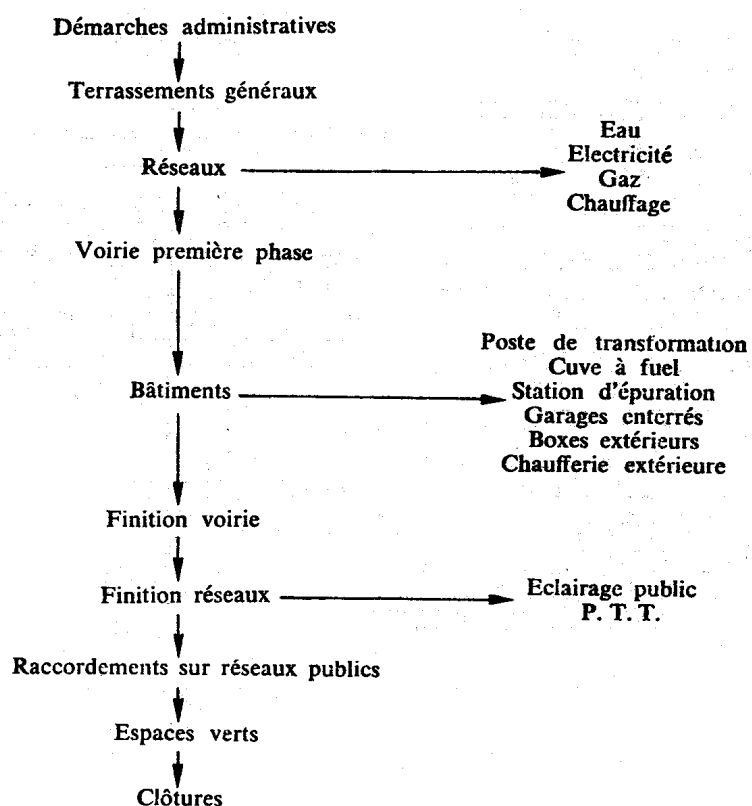 Démarches administratives
Terrassements généraux
Réseaux
Eau
Electricité
Gaz
Chauffage
Voirie première phase
Bâtiments
Poste de transformation
Cuve à fuel
Station d'épuration
Garages enterrés
Boxes extérieurs
Chaufferie extérieure
Finition voirie
Finition réseaux
Eclairage public
P. T. T.
Raccordements sur réseaux publics
Espaces verts
Clôtures